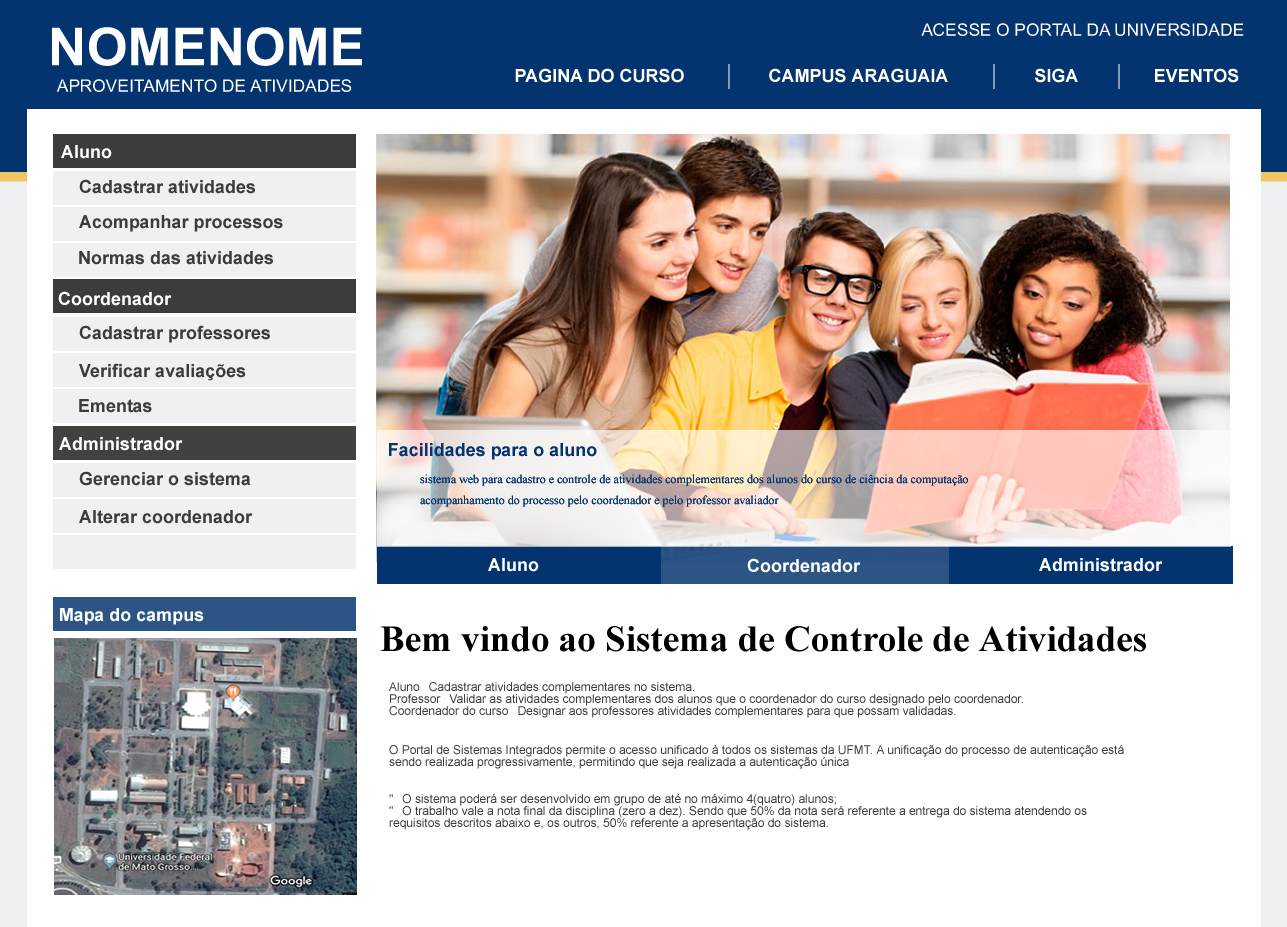 NOMENOME
APROVEITAMENTO DE ATIVIDADES
ACESSE O PORTAL DA UNIVERSIDADE
PAGINA DO CURSO
CAMPUS ARAGUAIA
SIGA
EVENTOS
Aluno
Cadastrar atividades
Acompanhar processos
Normas das atividades
Coordenador
Cadastrar professores
Verificar avaliações
Ementas
Administrador
Gerenciar o sistema
Alterar coordenador
Mapa do campus
Universidade Federal
de Mato Grosso...
Google
Facilidades para o aluno
sistema web para cadastro e controle de atividades complementares dos alunos do curso de ciência da computação
acompanhamento do processo pelo coordenador e pelo professor avaliador
Aluno
Coordenador
Administrador
Bem vindo ao Sistema de Controle de Atividades
Aluno Cadastrar atividades complementares no sistema.
Professor Validar as atividades complementares dos alunos que o coordenador do curso designado pelo coordenador.
Coordenador do curso Designar aos professores atividades complementares para que possam validadas.
O Portal de Sistemas Integrados permite o acesso unificado à todos os sistemas da UFMT. A unificação do processo de autenticação está
sendo realizada progressivamente, permitindo que seja realizada a autenticação única
" O sistema poderá ser desenvolvido em grupo de até no máximo 4(quatro) alunos;
" O trabalho vale a nota final da disciplina (zero a dez). Sendo que 50% da nota será referente a entrega do sistema atendendo os
requisitos descritos abaixo e, os outros, 50% referente a apresentação do sistema.